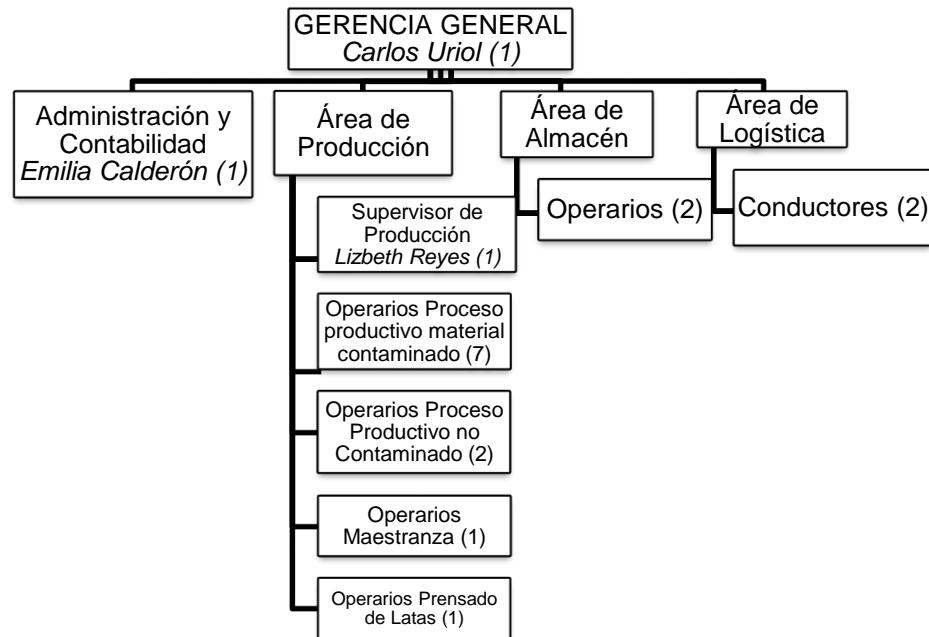 GERENCIA GENERAL
Carlos Uriol (1)
Administración y
Contabilidad
Emilia Calderón (1)
Área de
Producción
Supervisor de
Producción
Lizbeth Reyes (1)
Operarios Proceso
productivo material
contaminado (7)
Operarios Proceso
Productivo no
Contaminado (2)
Operarios
Maestranza (1)
Operarios Prensado
de Latas (1)
Área de
Almacén
Operarios (2)
Área de
Logística
Conductores (2)